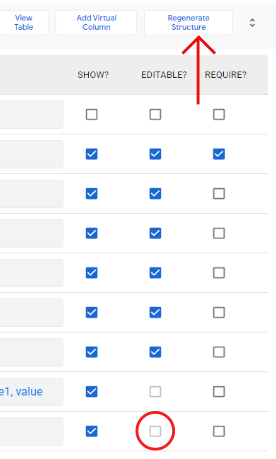 View
Table
Add Virtual
Column
Regenerate
Structure
SHOW?
EDITABLE?
REQUIRE?
e1, value